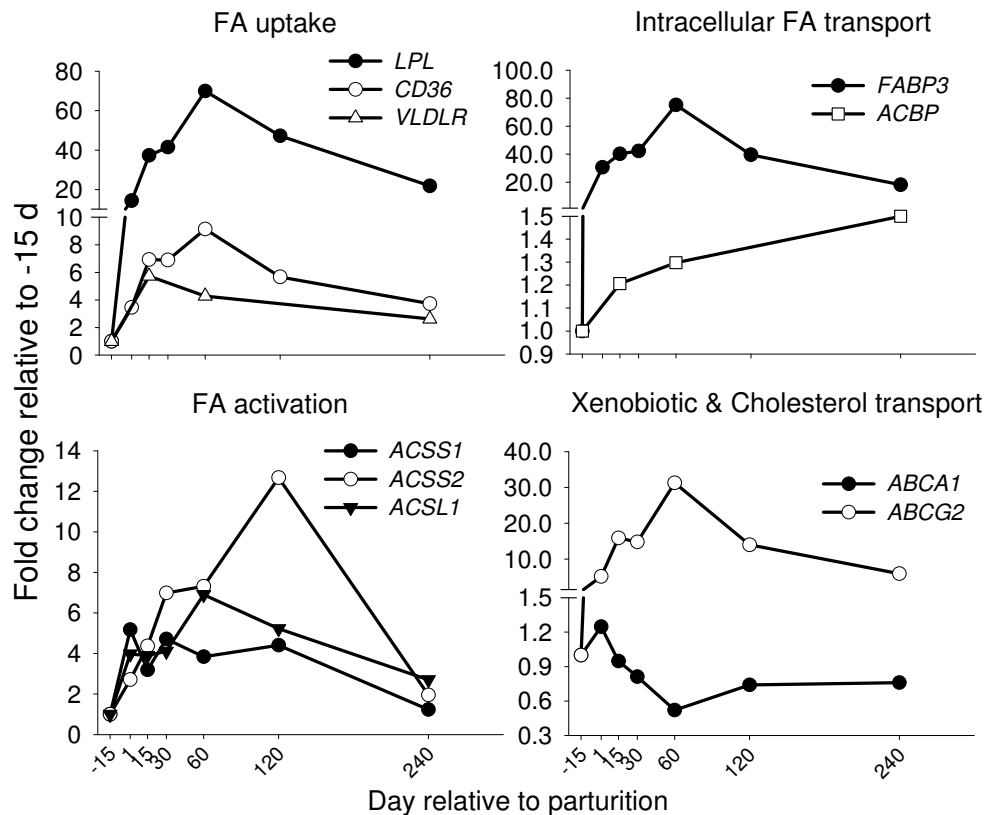 FA uptake
LPL
CD36
VLDLR
80
60
40
20
10
8
6
4
2
0
Intracellular FA transport
FABP3
ACBP
100.0
80.0
60.0
40.0
20.0
1.5
1.4
1.3
1.2
1.1
1.0
0.9
Fold change relative to -15 d
FA activation
ACSS1
ACSS2
ACSL1
14
12
10
8
6
4
2
0
-15 1 15 30 60 120 240
Xenobiotic & Cholesterol transport
ABCA1
ABCG2
40.0
30.0
20.0
10.0
1.5
1.2
0.9
0.6
0.3
-15 1 15 30 60 120 240
Day relative to parturition